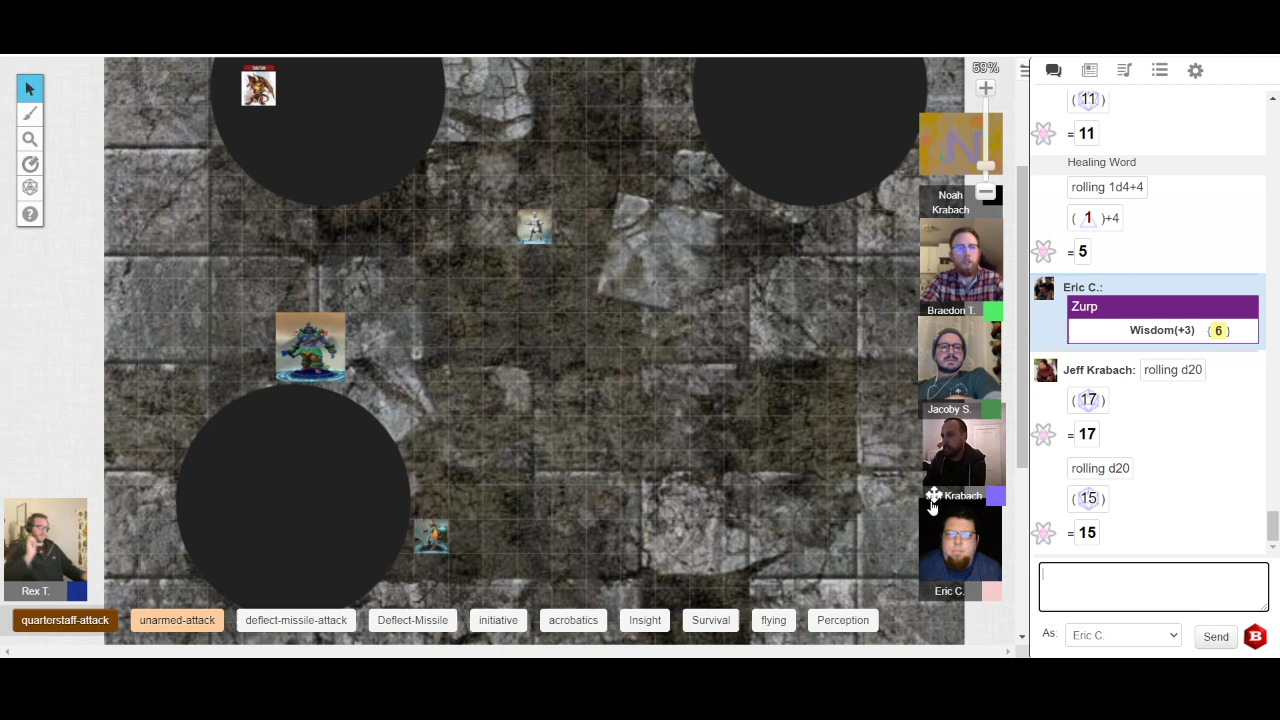 59%
N
Noah
Krabach
Braedon T.
Jacoby S.
Krabach
Eric C.
Rex T.
quarterstaff-attack
unarmed-attack
deflect-missile-attack
Deflect-Missile
initiative
acrobatics
Insight
Survival
flying
Perception
(11)
= 11
Healing Word
rolling 1d4+4
( 1 )+4
= 5
Eric C.:
Zurp
Wisdom(+3) ( 6 )
Jeff Krabach: rolling d20
(17)
= 17
rolling d20
(15)
= 15
As: Eric C. Send B